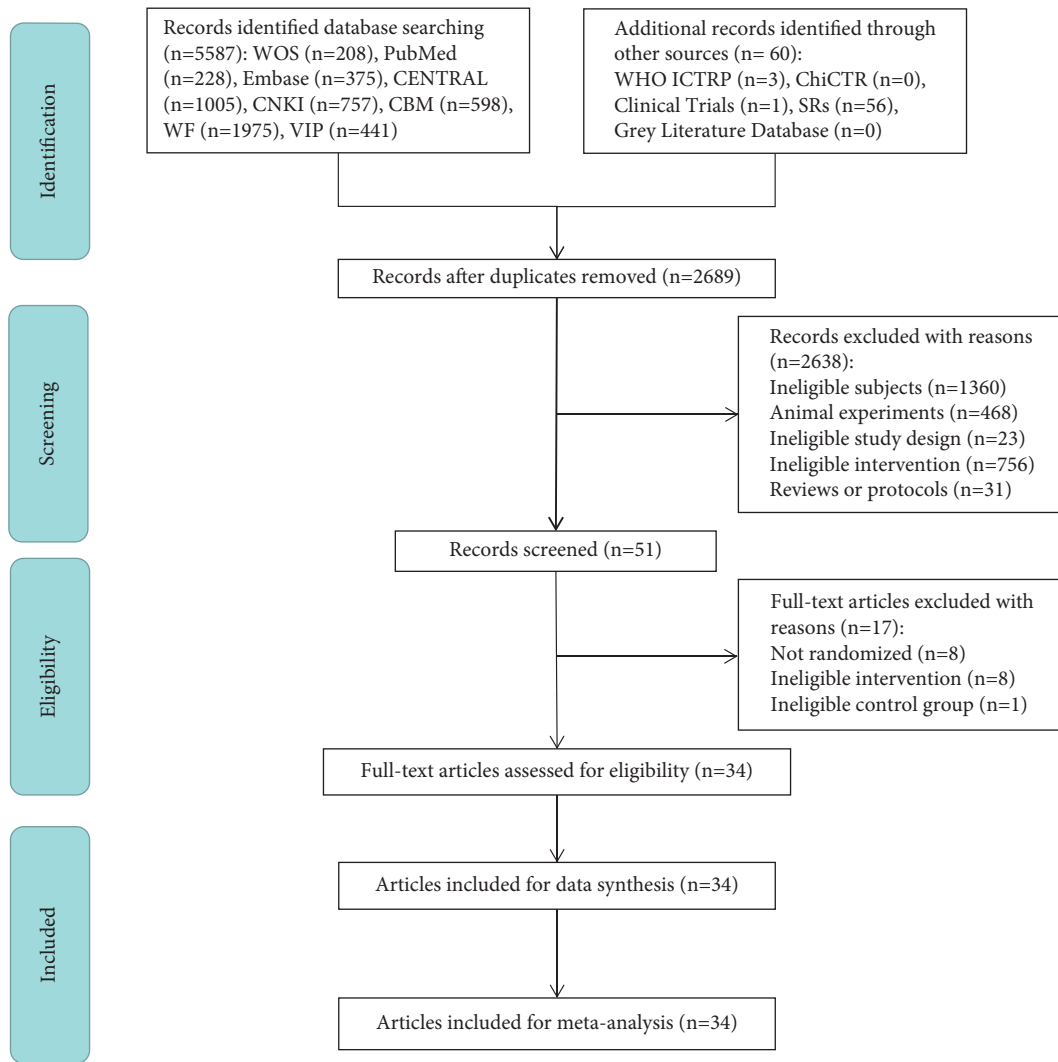 Identification
Records identified database searching
(n=5587): WOS (n=208), PubMed
(n=228), Embase (n=375), CENTRAL
(n=1005), CNKI (n=757), CBM (n=598),
WF (n=1975), VIP (n=441)
Additional records identified through
other sources (n= 60):
WHO ICTRP (n=3), ChiCTR (n=0),
Clinical Trials (n=1), SRs (n=56),
Grey Literature Database (n=0)
Records after duplicates removed (n=2689)
Screening
Records excluded with reasons
(n=2638):
Ineligible subjects (n=1360)
Animal experiments (n=468)
Ineligible study design (n=23)
Ineligible intervention (n=756)
Reviews or protocols (n=31)
Records screened (n=51)
Eligibility
Full-text articles excluded with
reasons (n=17):
Not randomized (n=8)
Ineligible intervention (n=8)
Ineligible control group (n=1)
Full-text articles assessed for eligibility (n=34)
Included
Articles included for data synthesis (n=34)
Articles included for meta-analysis (n=34)